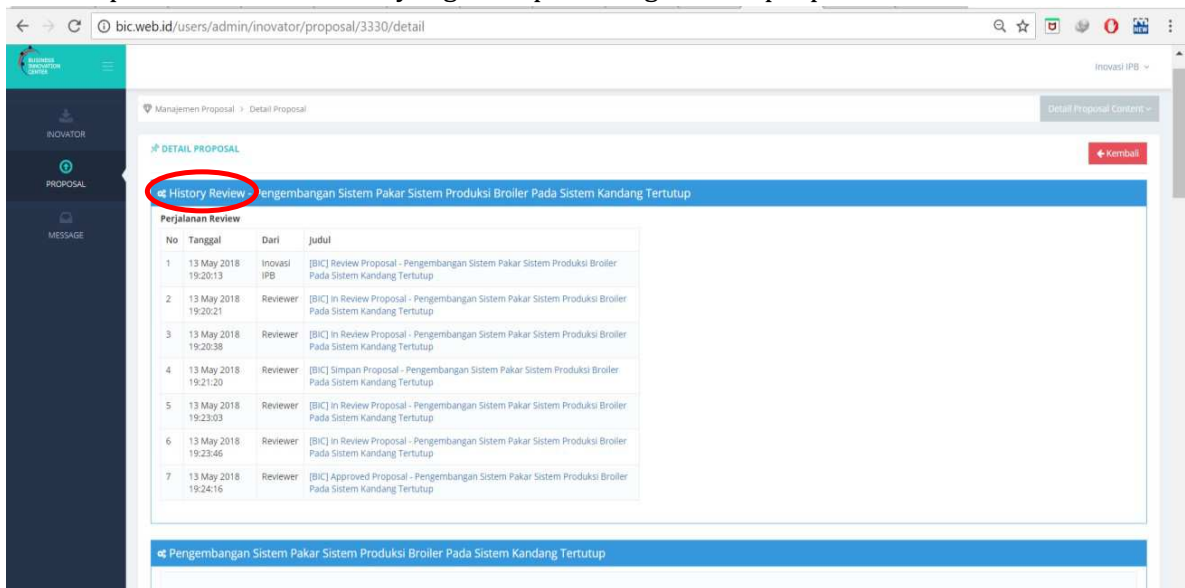 bic.web.id/users/admin/inovator/proposal/3330/detail
NEW
BUSINESS
INNOVATION
CENTER
Inovasi IPB
Manajemen Proposal > Detail Proposal
Detail Proposal Content
INOVATOR
DETAIL PROPOSAL
Kembali
PROPOSAL
History Review - Pengembangan Sistem Pakar Sistem Produksi Broiler Pada Sistem Kandang Tertutup
Perjalanan Review
MESSAGE
No Tanggal Dari Judul
1 13 May 2018 Inovasi [BIC] Review Proposal - Pengembangan Sistem Pakar Sistem Produksi Broiler
19:20:13 IPB Pada Sistem Kandang Tertutup
2 13 May 2018 Reviewer [BIC] In Review Proposal - Pengembangan Sistem Pakar Sistem Produksi Broiler
19:20:21 Pada Sistem Kandang Tertutup
3 13 May 2018 Reviewer [BIC] In Review Proposal - Pengembangan Sistem Pakar Sistem Produksi Broiler
19:20:38 Pada Sistem Kandang Tertutup
4 13 May 2018 Reviewer [BIC] Simpan Proposal - Pengembangan Sistem Pakar Sistem Produksi Broiler
19:21:20 Pada Sistem Kandang Tertutup
5 13 May 2018 Reviewer [BIC] In Review Proposal - Pengembangan Sistem Pakar Sistem Produksi Broiler
19:23:03 Pada Sistem Kandang Tertutup
6 13 May 2018 Reviewer [BIC] In Review Proposal - Pengembangan Sistem Pakar Sistem Produksi Broiler
19:23:46 Pada Sistem Kandang Tertutup
7 13 May 2018 Reviewer [BIC] Approved Proposal - Pengembangan Sistem Pakar Sistem Produksi Broiler
19:24:16 Pada Sistem Kandang Tertutup
Pengembangan Sistem Pakar Sistem Produksi Broiler Pada Sistem Kandang Tertutup